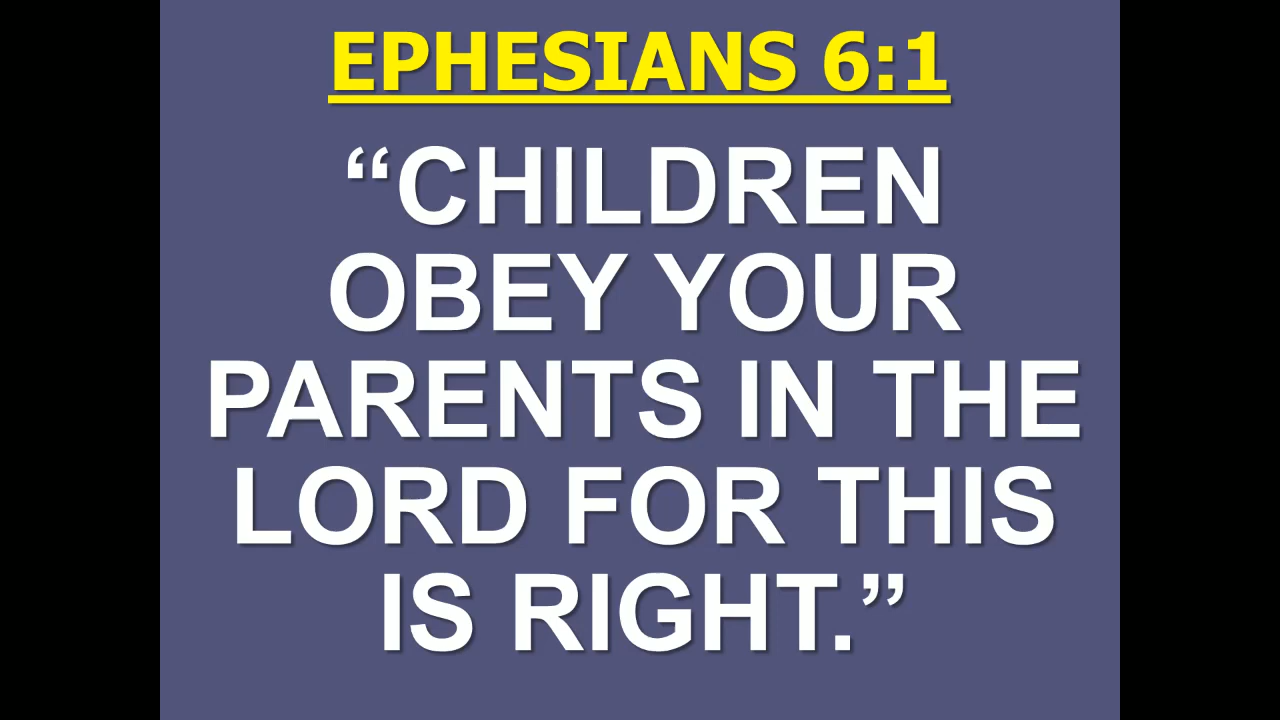 EPHESIANS 6:1
“CHILDREN
OBEY YOUR
PARENTS IN THE
LORD FOR THIS
IS RIGHT.”